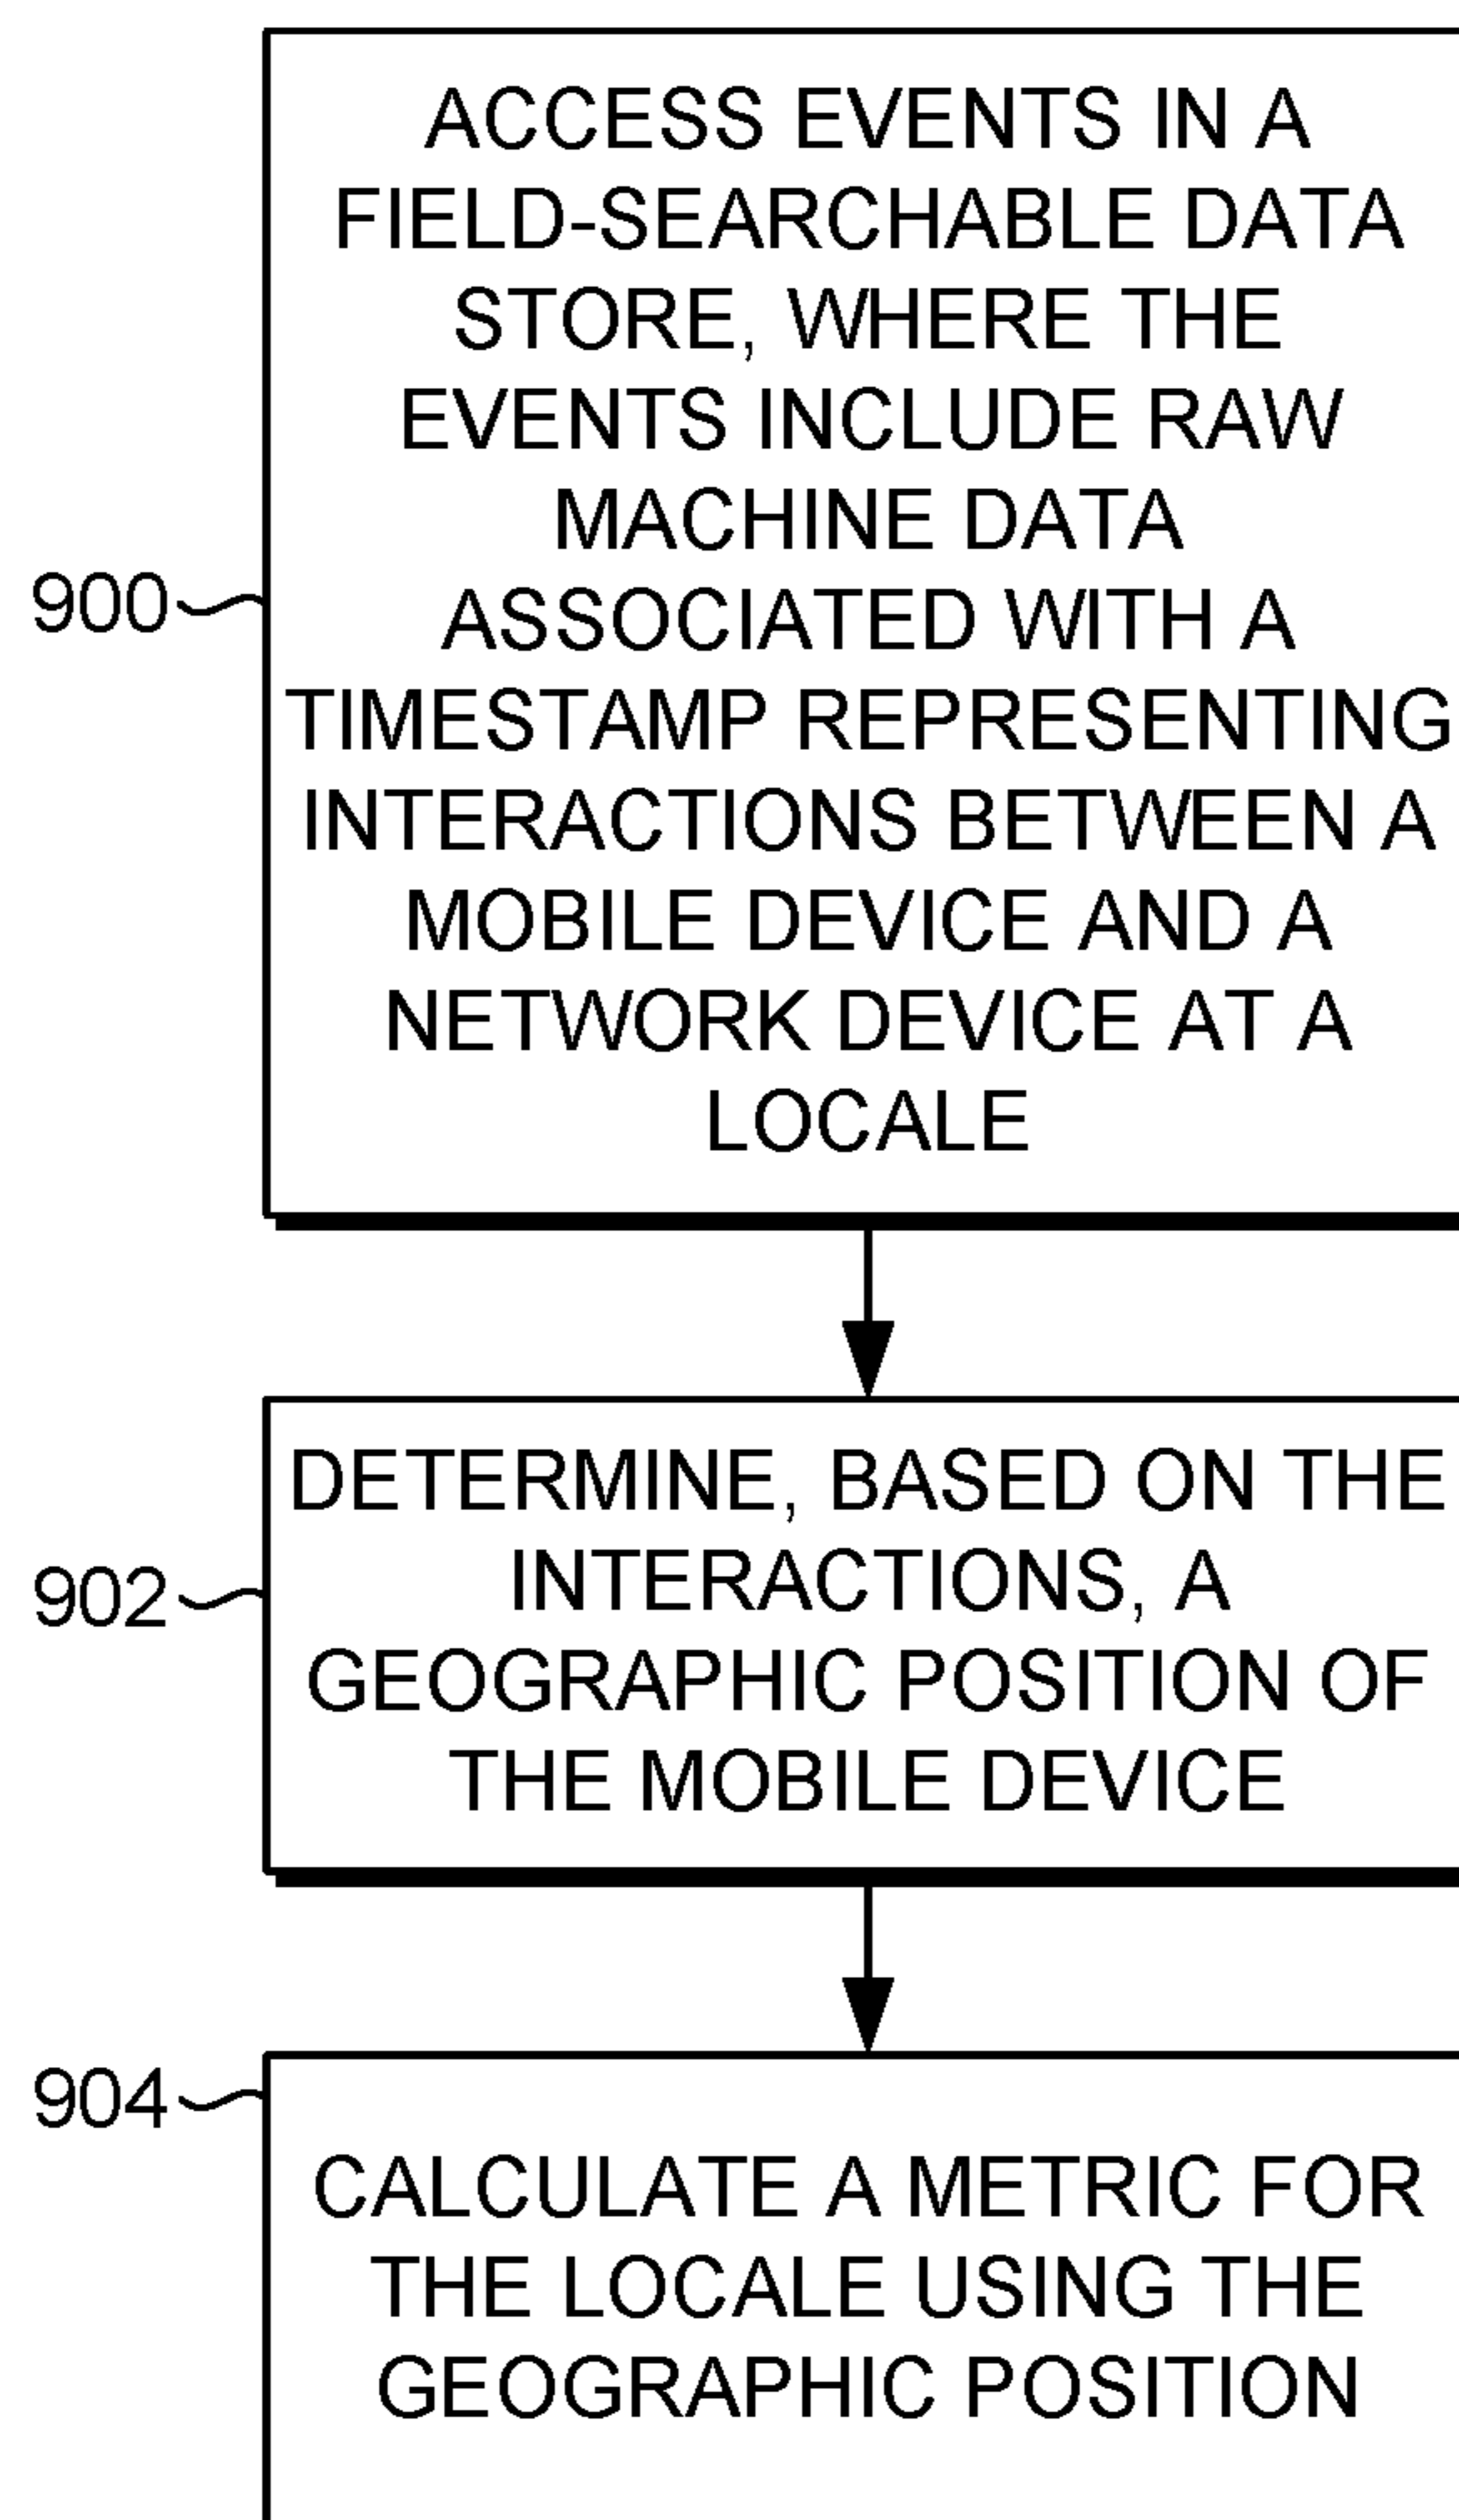 ACCESS EVENTS IN A
FIELD-SEARCHABLE DATA
STORE, WHERE THE
EVENTS INCLUDE RAW
MACHINE DATA
900
ASSOCIATED WITH A
TIMESTAMP REPRESENTING
INTERACTIONS BETWEEN A
MOBILE DEVICE AND A
NETWORK DEVICE AT A
LOCALE
DETERMINE, BASED ON THE
902
INTERACTIONS, A
GEOGRAPHIC POSITION OF
THE MOBILE DEVICE
904
CALCULATE A METRIC FOR
THE LOCALE USING THE
GEOGRAPHIC POSITION